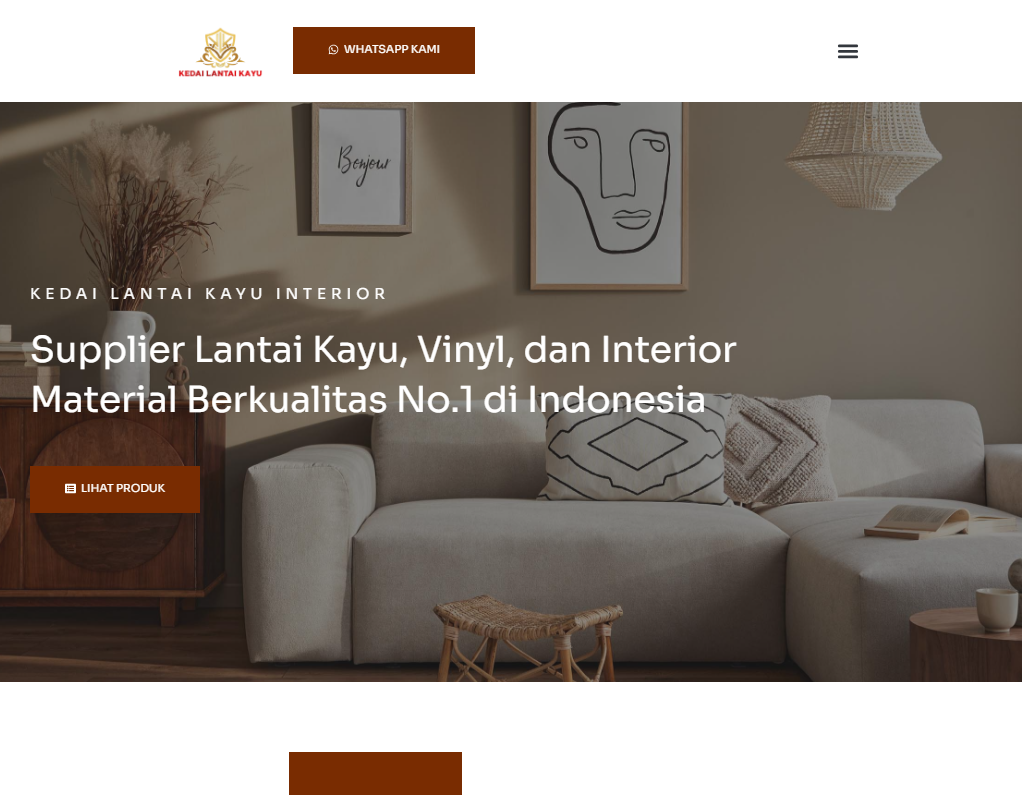 KEDAI LANTAI KAYU
WHATSAPP KAMI
Bonjour
KEDAI LANTAI KAYU INTERIOR
Supplier Lantai Kayu, Vinyl, dan Interior
Material Berkualitas No.1 di Indonesia
LIHAT PRODUK